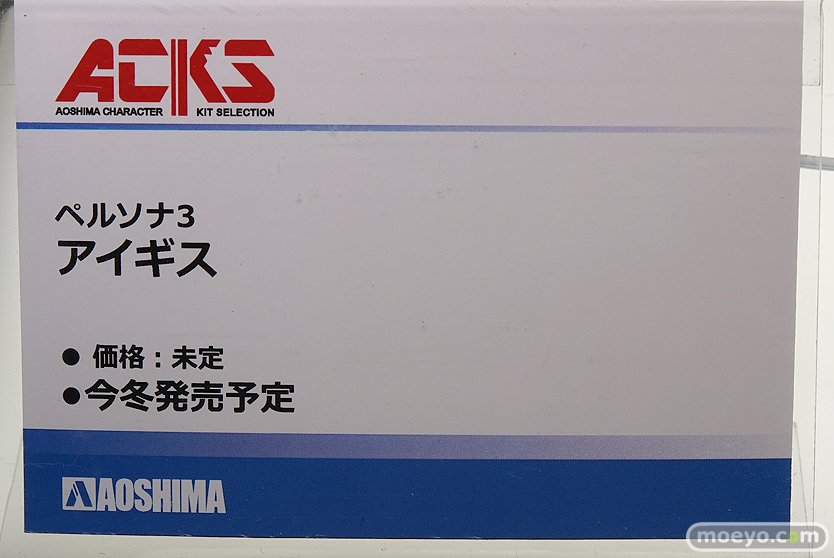 ACKS
AOSHIMA CHARACTER KIT SELECTION
ペルソナ3
アイギス
● 価格：未定
●今冬発売予定
AOSHIMA
moeyo.com